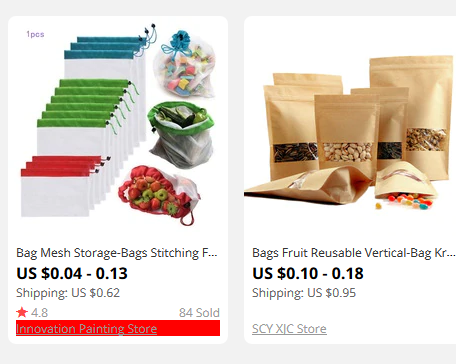 1pcs
Bag Mesh Storage-Bags Stitching F...
US $0.04 - 0.13
Shipping: US $0.62
4.8
84 Sold
Innovation Painting Store
Bags Fruit Reusable Vertical-Bag Kr...
US $0.10 - 0.18
Shipping: US $0.95
SCY XJC Store